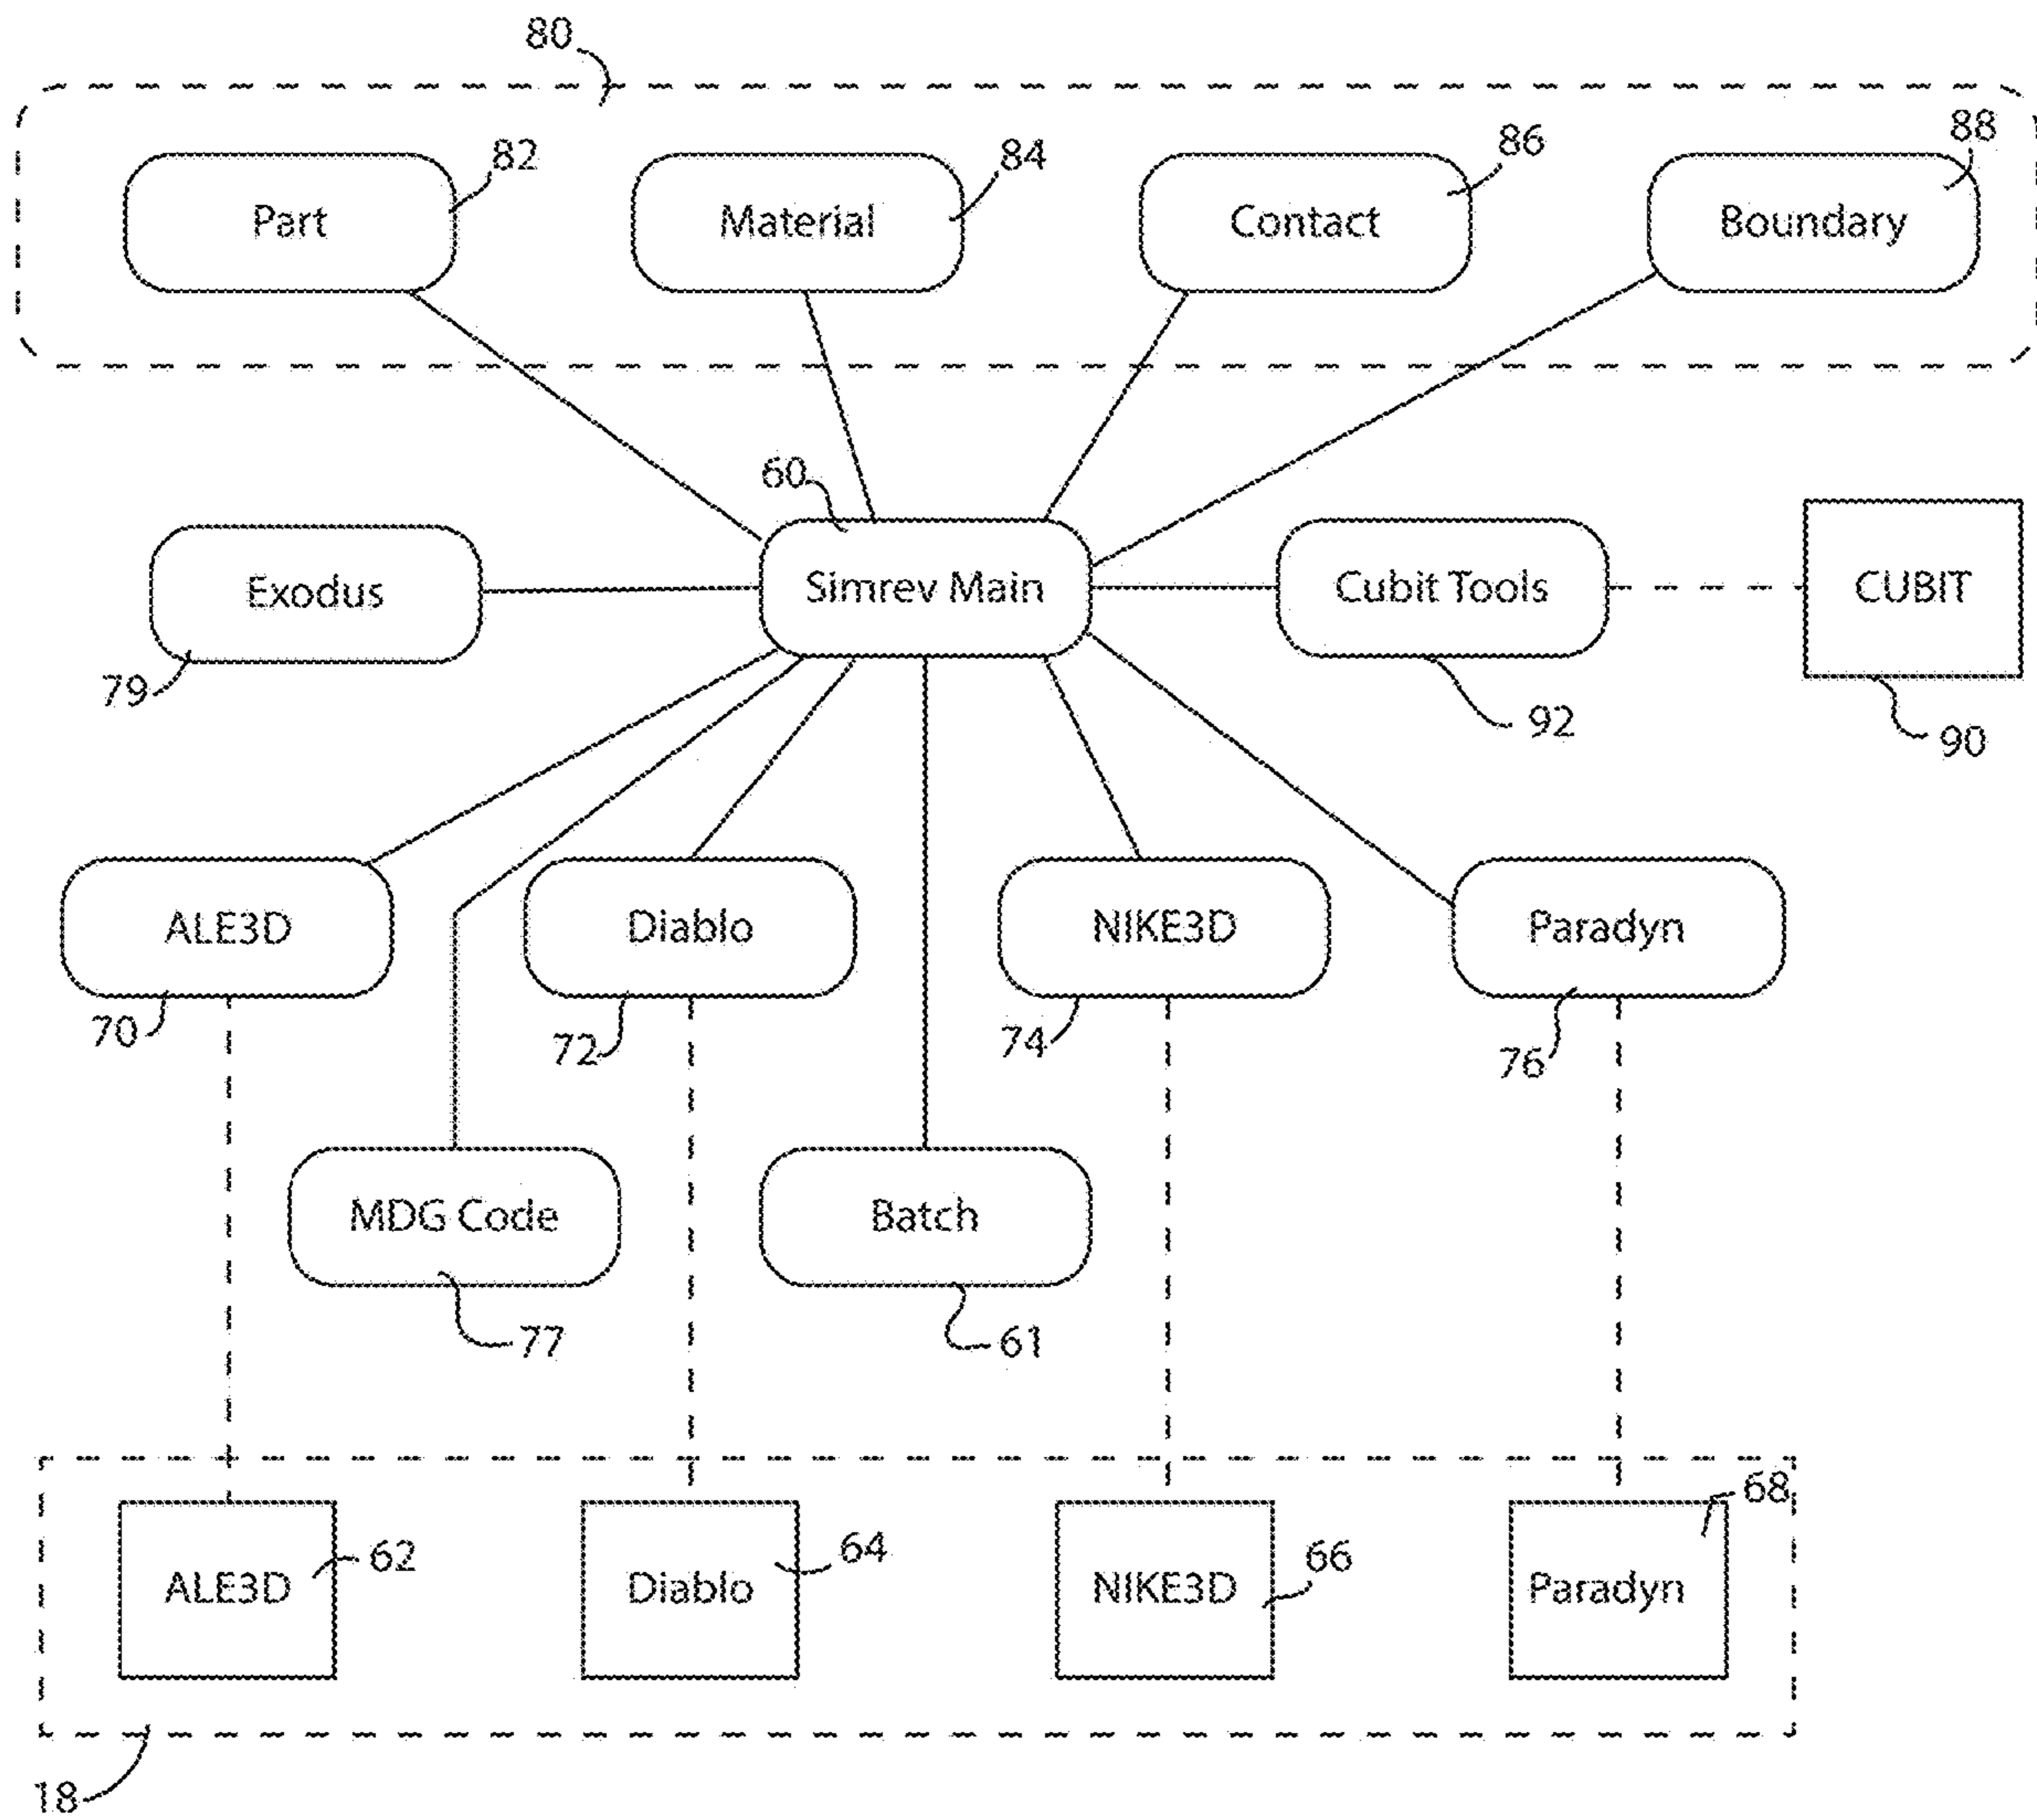 80
82
84
86
88
Part
Material
Contact
Boundary
60
Exodus
Simrev Main
Cubit Tools
CUBIT
79
92
90
ALE3D
Diablo
NIKE3D
Paradyn
70
72
74
76
MDG Code
Batch
77
61
62
64
66
68
ALE3D
Diablo
NIKE3D
Paradyn
18